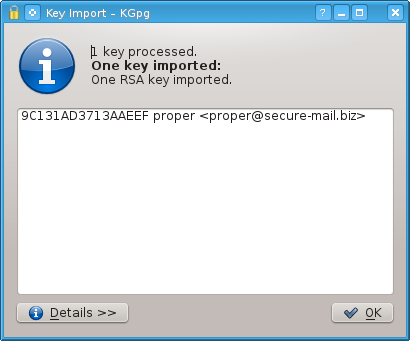 Key Import – KGpg
1 key processed.
One key imported:
One RSA key imported.
9C131AD3713AAEEF proper <proper@secure-mail.biz>
Details >>
OK